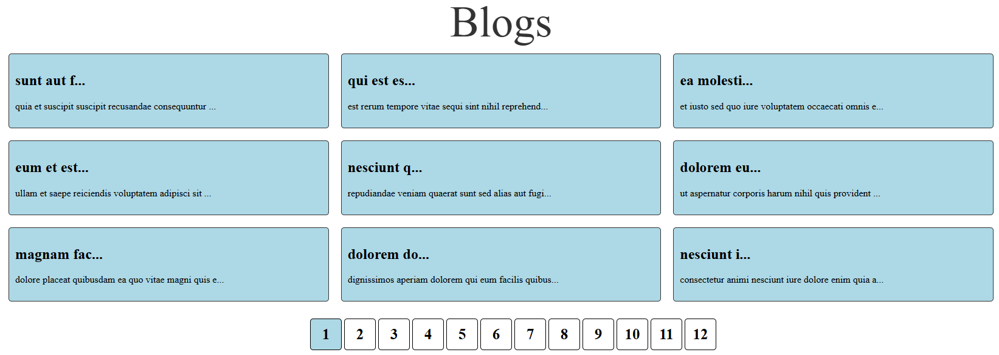 Blogs
sunt aut f...
quia et suscipit suscipit recusandae consequuntur ...
qui est es...
est rerum tempore vitae sequi sint nihil reprehend...
ea molesti...
et iusto sed quo iure voluptatem occaecati omnis e...
eum et est...
ullam et saepe reiciendis voluptatem adipisci sit ...
nesciunt q...
repudiandae veniam quaerat sunt sed alias aut fugi...
dolorem eu...
ut aspernatur corporis harum nihil quis provident ...
magnam fac...
dolore placeat quibusdam ea quo vitae magni quis e...
dolorem do...
dignissimos aperiam dolorem qui eum facilis quibus...
nesciunt i...
consectetur animi nesciunt iure dolore enim quia a...
1 2 3 4 5 6 7 8 9 10 11 12